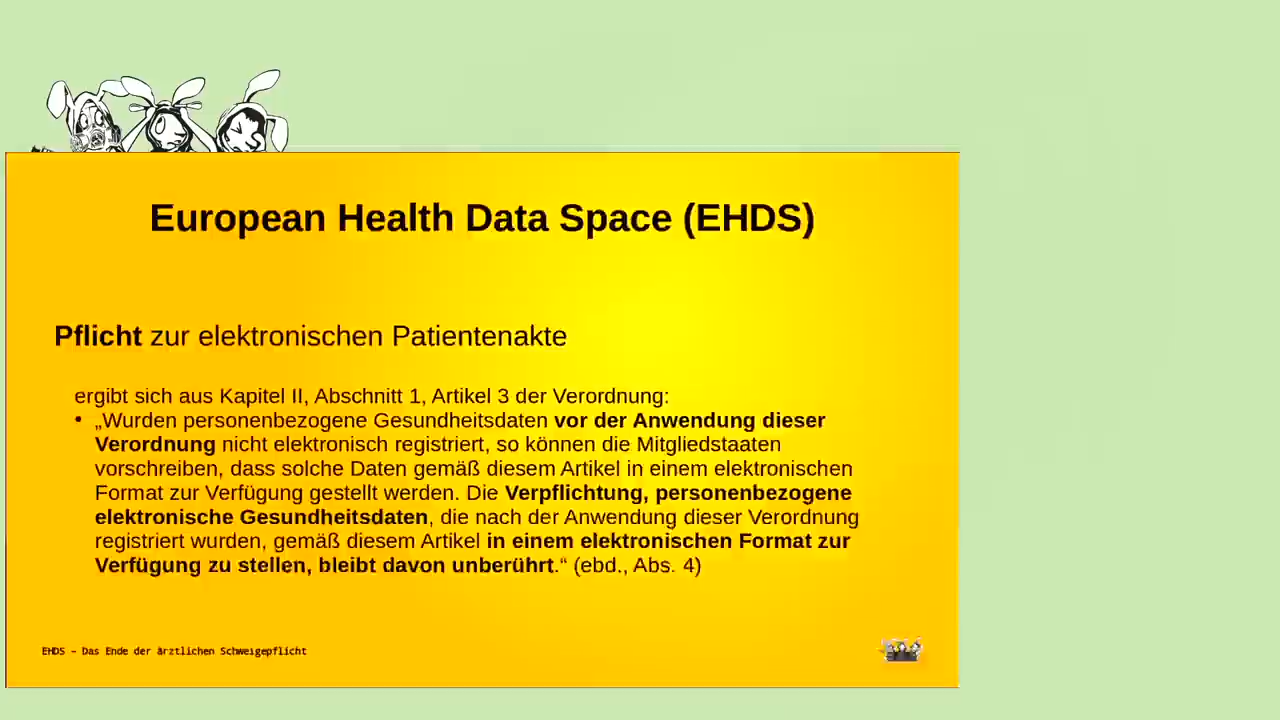 European Health Data Space (EHDS)
Pflicht zur elektronischen Patientenakte
ergibt sich aus Kapitel II, Abschnitt 1, Artikel 3 der Verordnung:
• „Wurden personenbezogene Gesundheitsdaten vor der Anwendung dieser
Verordnung nicht elektronisch registriert, so können die Mitgliedstaaten
vorschreiben, dass solche Daten gemäß diesem Artikel in einem elektronischen
Format zur Verfügung gestellt werden. Die Verpflichtung, personenbezogene
elektronische Gesundheitsdaten, die nach der Anwendung dieser Verordnung
registriert wurden, gemäß diesem Artikel in einem elektronischen Format zur
Verfügung zu stellen, bleibt davon unberührt.“ (ebd., Abs. 4)
EHDS – Das Ende der ärztlichen Schweigepflicht